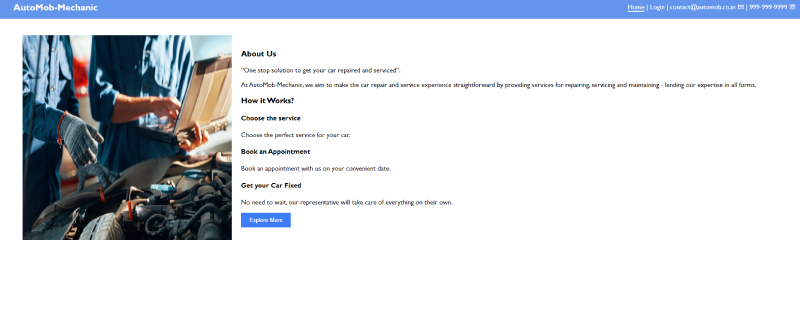 AutoMob-Mechanic
Home | Login | contact@automob.co.in ✉ | 999-999-9999 ☏
About Us
"One stop solution to get your car repaired and serviced".
At AutoMob-Mechanic, we aim to make the car repair and service experience straightforward by providing services for repairing, servicing and maintaining - lending our expertise in all forms.
How it Works?
Choose the service
Choose the perfect service for your car.
Book an Appointment
Book an appointment with us on your convenient date.
Get your Car Fixed
No need to wait, our representative will take care of everything on their own.
Explore More